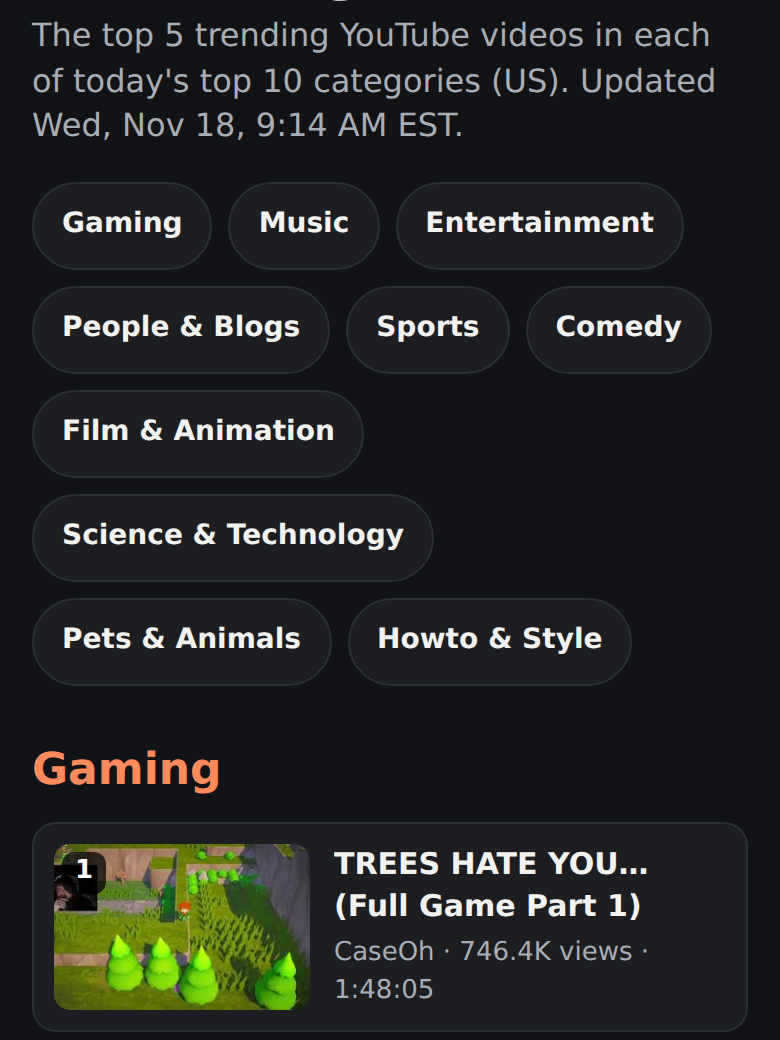 The top 5 trending YouTube videos in each
of today's top 10 categories (US). Updated
Wed, Nov 18, 9:14 AM EST.
Gaming
Music
Entertainment
People & Blogs
Sports
Comedy
Film & Animation
Science & Technology
Pets & Animals
Howto & Style
Gaming
1
TREES HATE YOU...
(Full Game Part 1)
CaseOh · 746.4K views ·
1:48:05